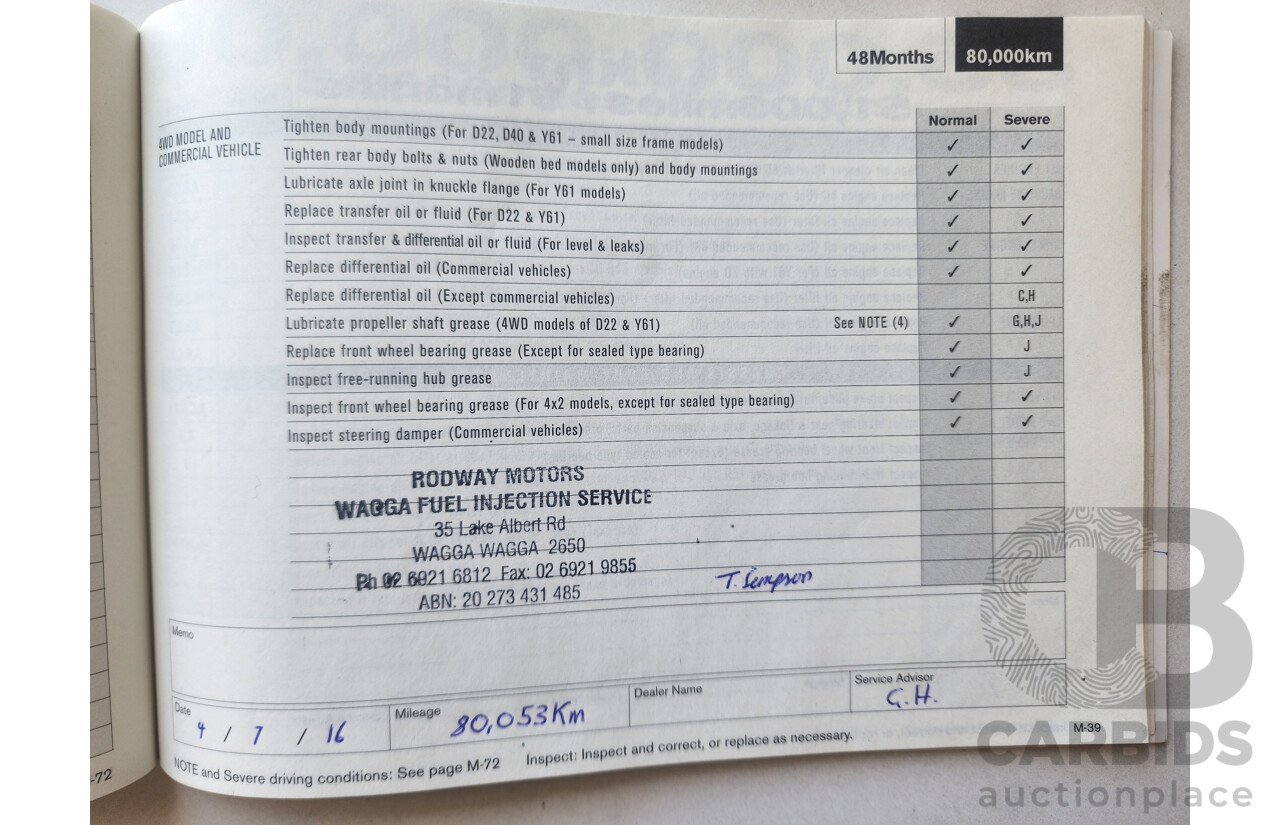 48Months 80,000km
Normal Severe
4WD MODEL AND
COMMERCIAL VEHICLE
Tighten body mountings (For D22, D40 & Y61 – small size frame models) ✓ ✓
Tighten rear body bolts & nuts (Wooden bed models only) and body mountings ✓ ✓
Lubricate axle joint in knuckle flange (For Y61 models) ✓ ✓
Replace transfer oil or fluid (For D22 & Y61) ✓ ✓
Inspect transfer & differential oil or fluid (For level & leaks) ✓ ✓
Replace differential oil (Commercial vehicles) ✓ ✓
Replace differential oil (Except commercial vehicles) C,H
Lubricate propeller shaft grease (4WD models of D22 & Y61) See NOTE (4) ✓ G,H,J
Replace front wheel bearing grease (Except for sealed type bearing) ✓ J
Inspect free-running hub grease ✓ J
Inspect front wheel bearing grease (For 4x2 models, except for sealed type bearing) ✓ ✓
Inspect steering damper (Commercial vehicles) ✓ ✓
RODWAY MOTORS
WAGGA FUEL INJECTION SERVICE
35 Lake Albert Rd
WAGGA WAGGA 2650
Ph 02 6921 6812 Fax: 02 6921 9855
ABN: 20 273 431 485
T. Simpson
Memo
Date 4 / 7 / 16
Mileage 80,053Km
Dealer Name
Service Advisor
G.H.
NOTE and Severe driving conditions: See page M-72 Inspect: Inspect and correct, or replace as necessary.
M-39
-72
CARBIDS
auctionplace